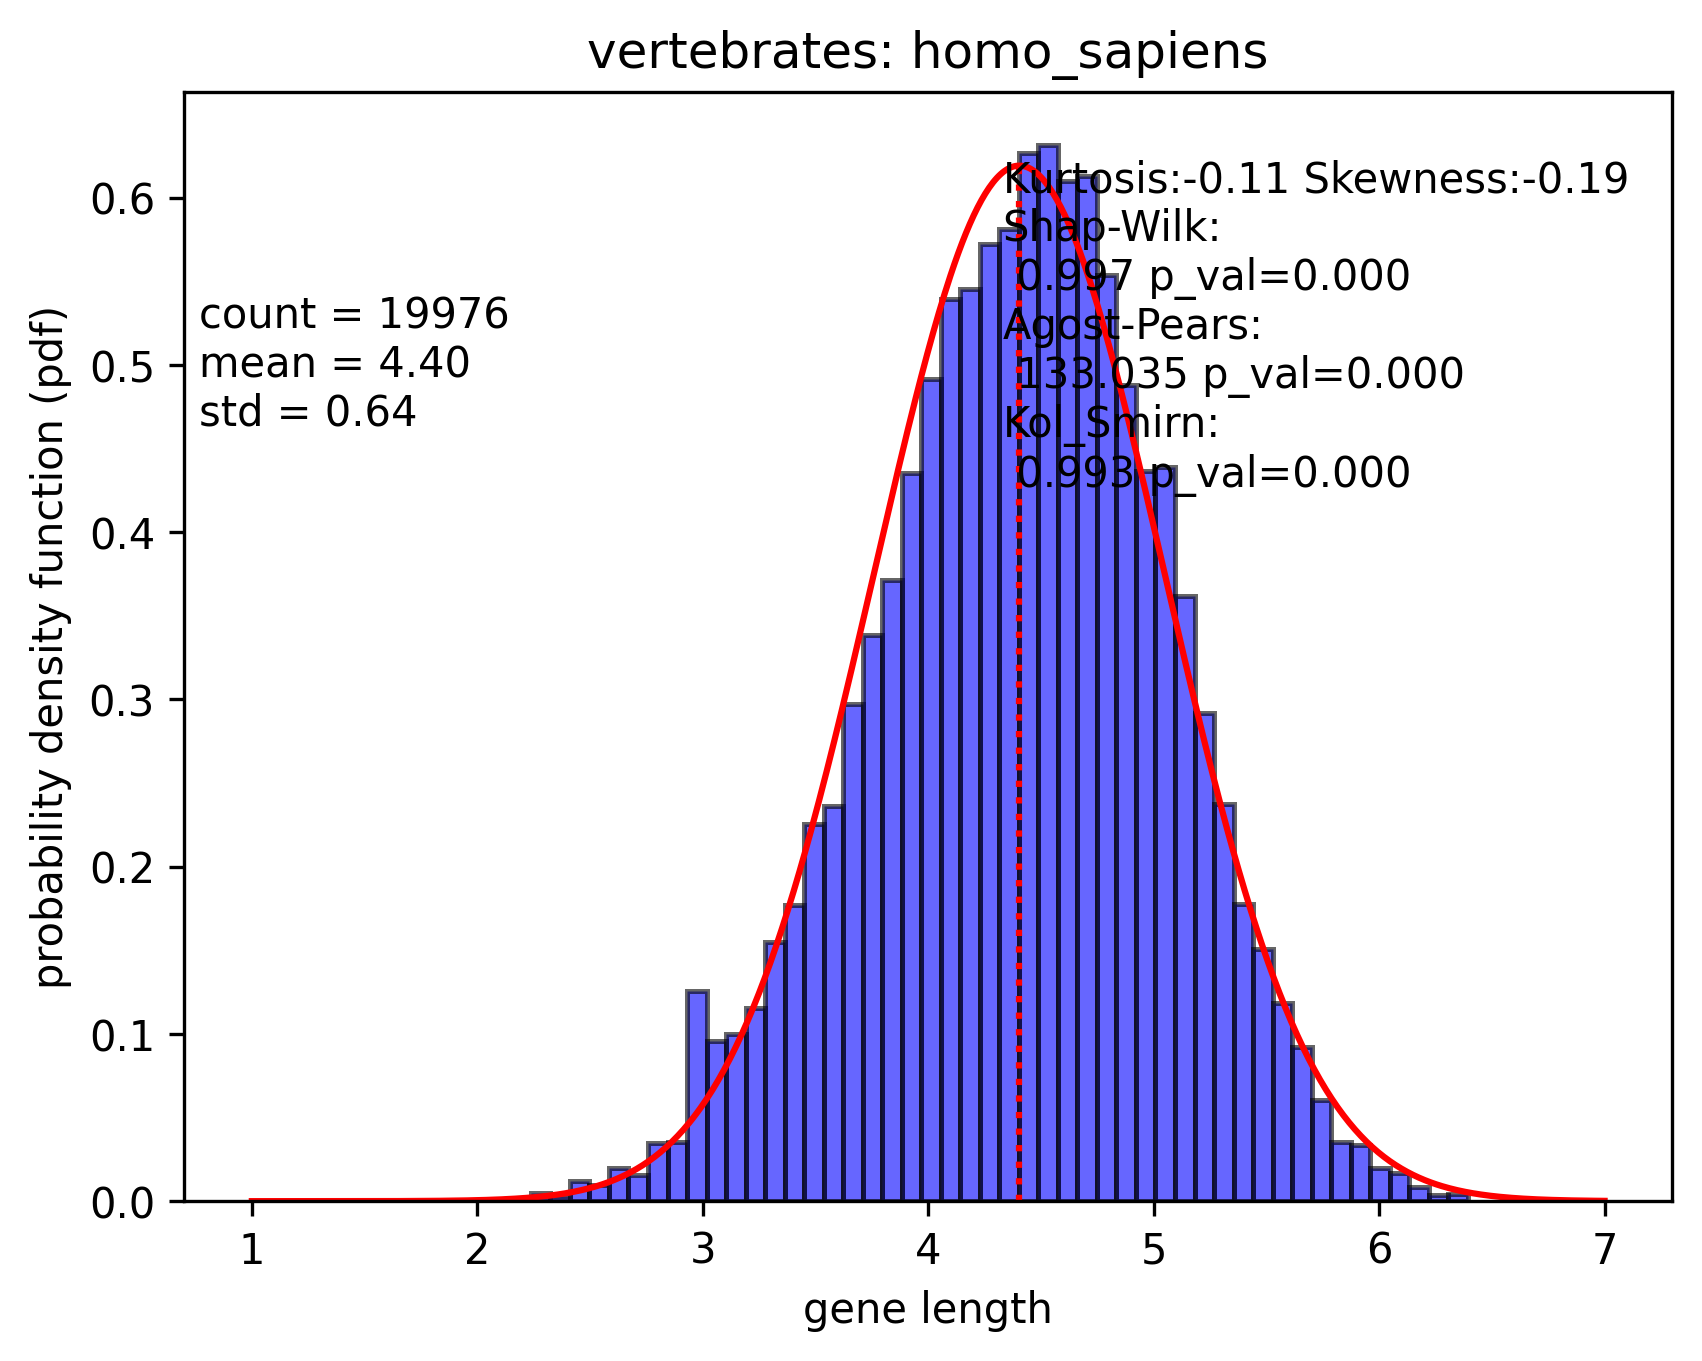 vertebrates: homo_sapiens
Kurtosis:-0.11 Skewness:-0.19
Shap-Wilk:
0.997 p_val=0.000
Agost-Pears:
133.035 p_val=0.000
Kol_Smirn:
0.993 p_val=0.000
count = 19976
mean = 4.40
std = 0.64
probability density function (pdf)
0.6
0.5
0.4
0.3
0.2
0.1
0.0
1 2 3 4 5 6 7
gene length